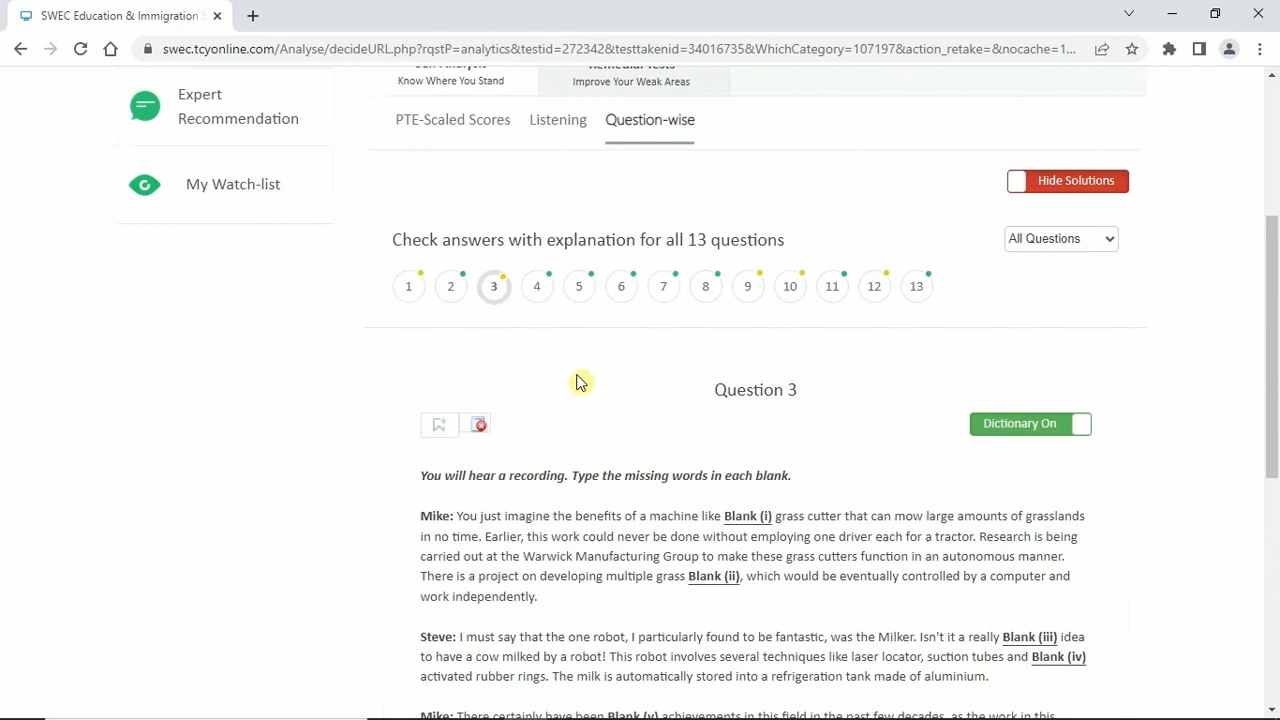 SWEC Education & Immigration
swec.tcyonline.com/Analyse/decideURL.php?rqstP=analytics&testid=272342&testtakenid=34016735&WhichCategory=107197&action_retake=&nocache=1...
Expert
Recommendation
My Watch-list
Know Where You Stand
Remedial Tests
Improve Your Weak Areas
PTE-Scaled Scores Listening Question-wise
Hide Solutions
Check answers with explanation for all 13 questions
All Questions
1 2 3 4 5 6 7 8 9 10 11 12 13
Question 3
Dictionary On
You will hear a recording. Type the missing words in each blank.
Mike: You just imagine the benefits of a machine like Blank (i) grass cutter that can mow large amounts of grasslands
in no time. Earlier, this work could never be done without employing one driver each for a tractor. Research is being
carried out at the Warwick Manufacturing Group to make these grass cutters function in an autonomous manner.
There is a project on developing multiple grass Blank (ii), which would be eventually controlled by a computer and
work independently.
Steve: I must say that the one robot, I particularly found to be fantastic, was the Milker. Isn't it a really Blank (iii) idea
to have a cow milked by a robot! This robot involves several techniques like laser locator, suction tubes and Blank (iv)
activated rubber rings. The milk is automatically stored into a refrigeration tank made of aluminium.
Mike: There certainly have been Blank (v) achievements in this field in the past few decades, as the work in this